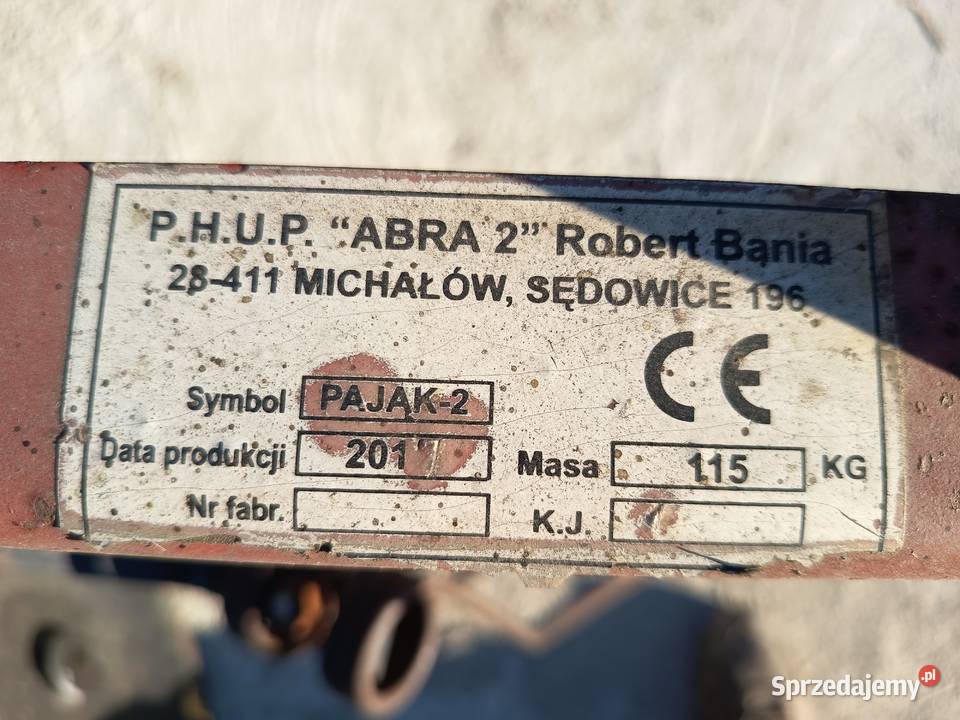 P.H.U.P. “ABRA 2” Robert Bania
28-411 MICHAŁÓW, SĘDOWICE 196
CE
Symbol PAJĄK-2
Data produkcji 2017 Masa 115 KG
Nr fabr. K.J.
Sprzedajemy.pl